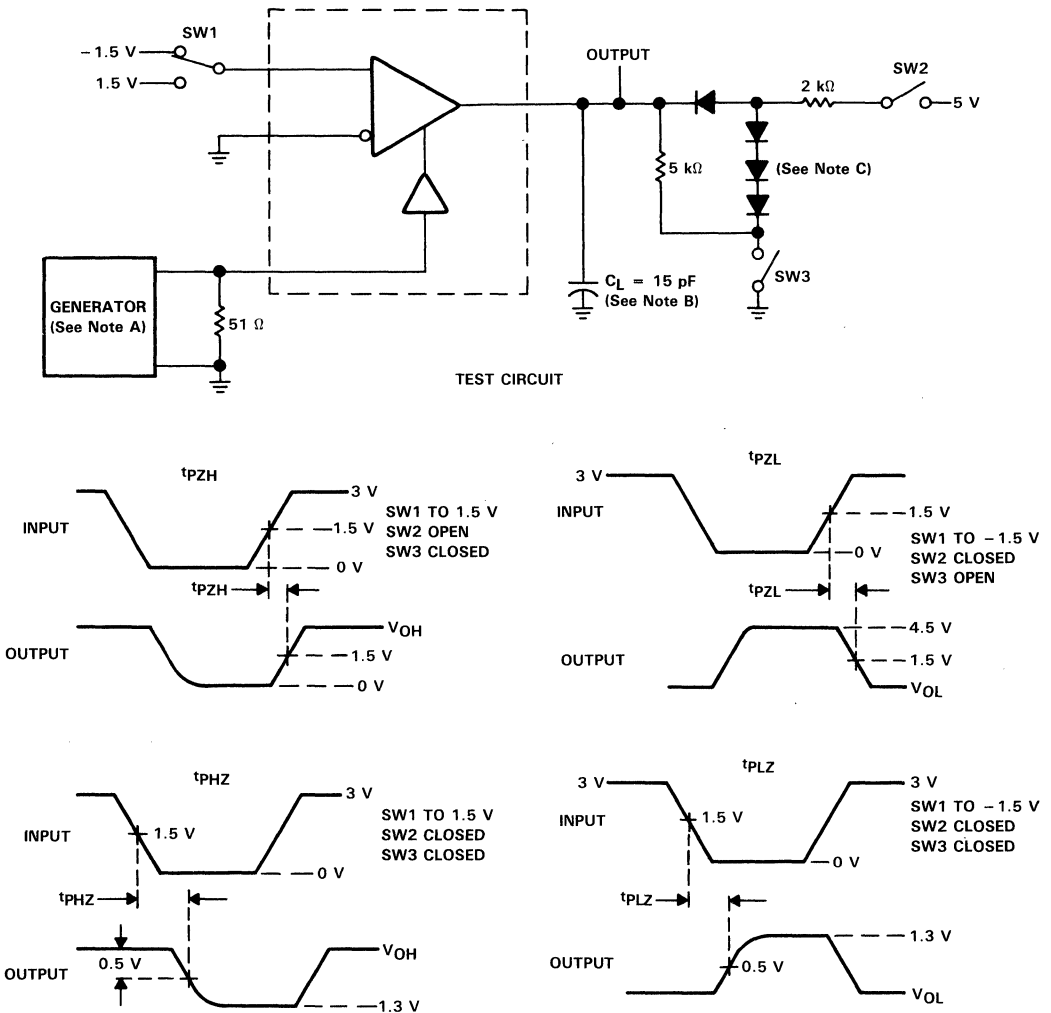 SW1
– 1.5 V
1.5 V
OUTPUT
2 kΩ
SW2
5 V
5 kΩ
(See Note C)
GENERATOR
(See Note A)
51 Ω
CL = 15 pF
(See Note B)
SW3
TEST CIRCUIT
tPZH
3 V
INPUT
1.5 V
0 V
SW1 TO 1.5 V
SW2 OPEN
SW3 CLOSED
tPZH
OUTPUT
VOH
1.5 V
0 V
tPZL
3 V
INPUT
1.5 V
0 V
SW1 TO – 1.5 V
SW2 CLOSED
SW3 OPEN
tPZL
OUTPUT
4.5 V
1.5 V
VOL
tPHZ
3 V
INPUT
1.5 V
0 V
SW1 TO 1.5 V
SW2 CLOSED
SW3 CLOSED
tPHZ
OUTPUT
0.5 V
VOH
1.3 V
tPLZ
3 V
3 V
INPUT
1.5 V
0 V
SW1 TO – 1.5 V
SW2 CLOSED
SW3 CLOSED
tPLZ
OUTPUT
1.3 V
0.5 V
VOL